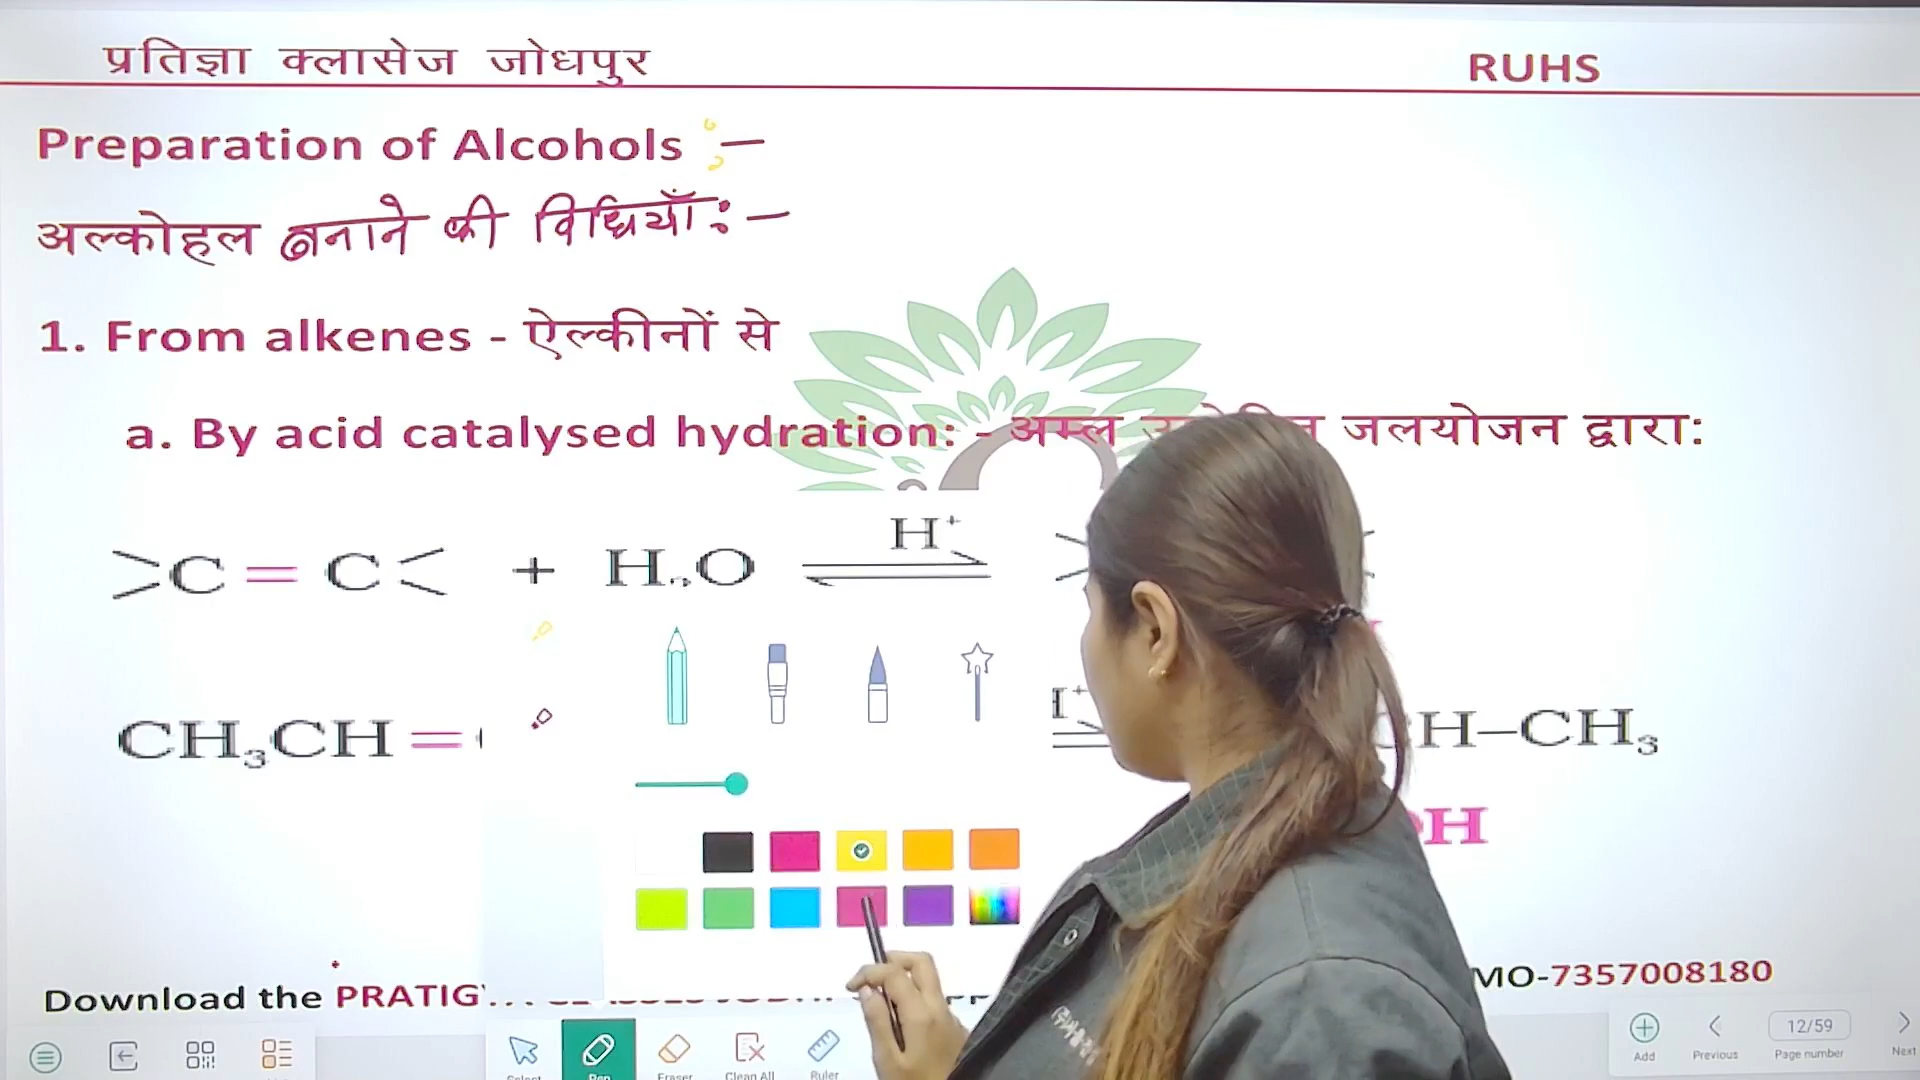 प्रतिज्ञा क्लासेज जोधपुर RUHS
Preparation of Alcohols :-
अल्कोहल बनाने की विधियाँ:-
1. From alkenes - ऐल्कीनों से
a. By acid catalysed hydration: - अम्ल जलयोजन द्वारा:
>C = C< + H₂O ⇌ H⁺
CH₃CH = CH–CH₃
H
Download the MO-7357008180
Select Pen Eraser Clean All Ruler Add Previous 12/59 Page number Next